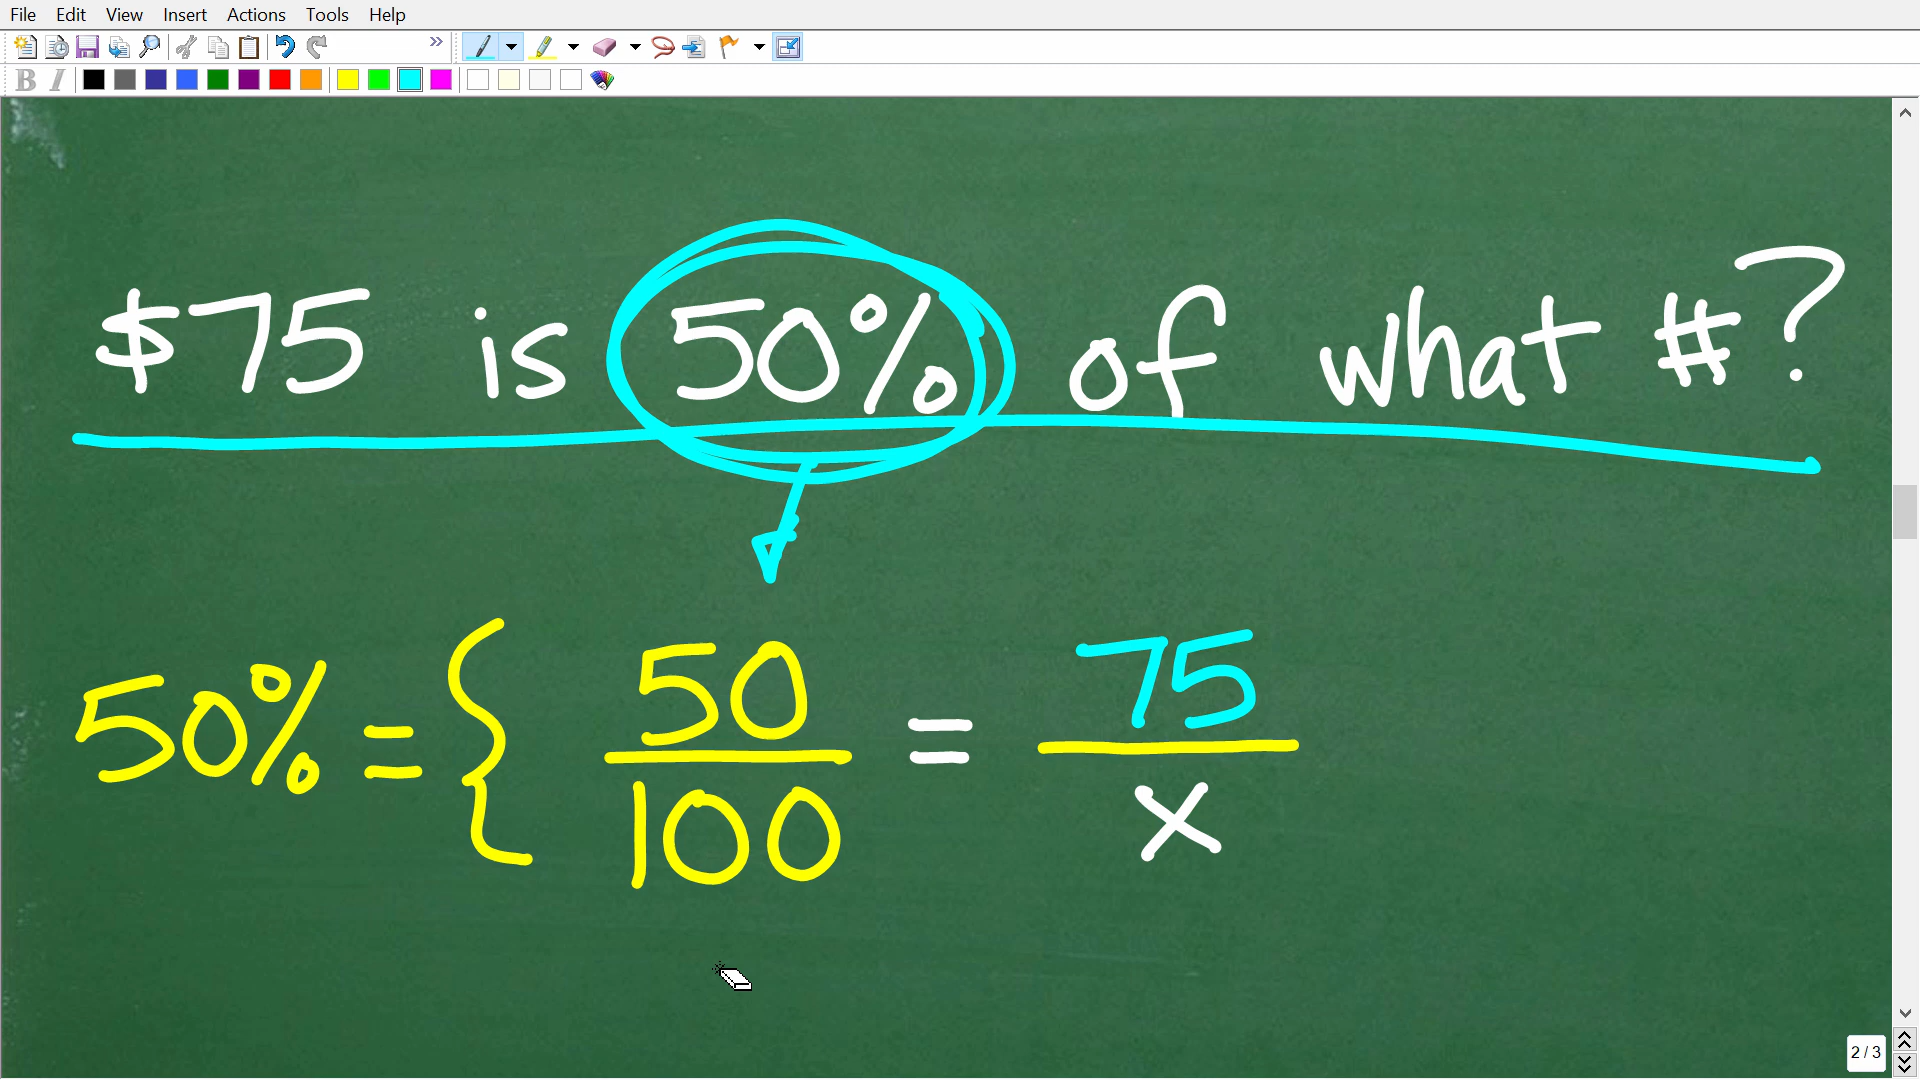 File Edit View Insert Actions Tools Help
B I
$75 is 50% of what #?
50% = { 50/100 = 75/x
2 / 3